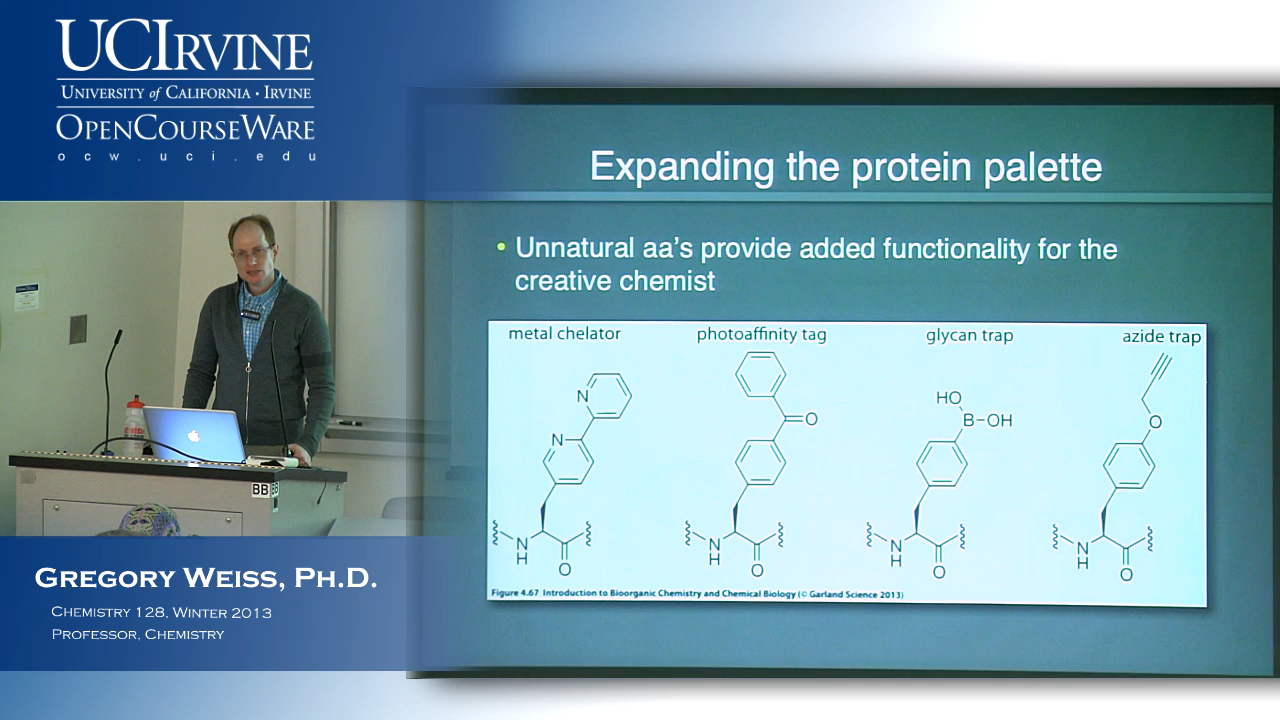 UCIRVINE
UNIVERSITY of CALIFORNIA · IRVINE
OPENCOURSEWARE
ocw.uci.edu
Expanding the protein palette
• Unnatural aa's provide added functionality for the
creative chemist
metal chelator
photoaffinity tag
glycan trap
azide trap
N
N
N
H
O
O
N
H
O
HO
B-OH
N
H
O
O
N
H
O
Figure 4.67 Introduction to Bioorganic Chemistry and Chemical Biology (© Garland Science 2013)
BB
GREGORY WEISS, PH.D.
CHEMISTRY 128, WINTER 2013
PROFESSOR, CHEMISTRY